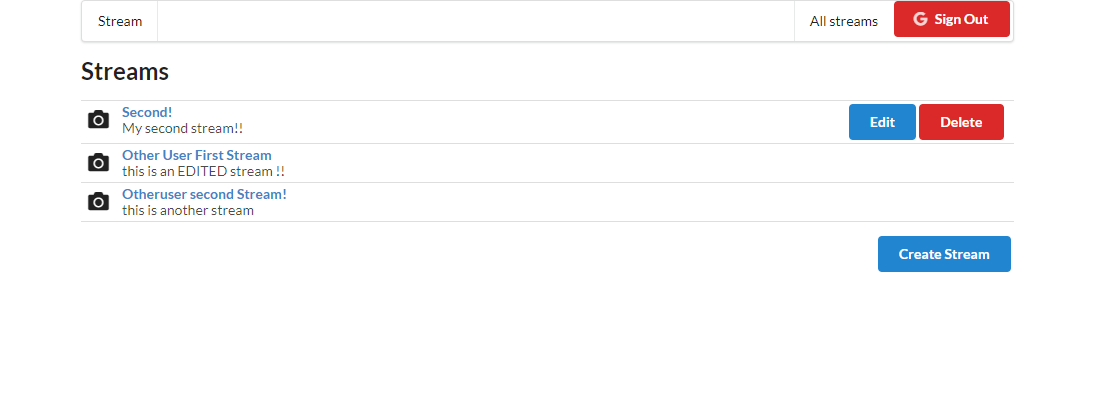 Stream
All streams
Sign Out
Streams
Second!
My second stream!!
Edit
Delete
Other User First Stream
this is an EDITED stream !!
Otheruser second Stream!
this is another stream
Create Stream